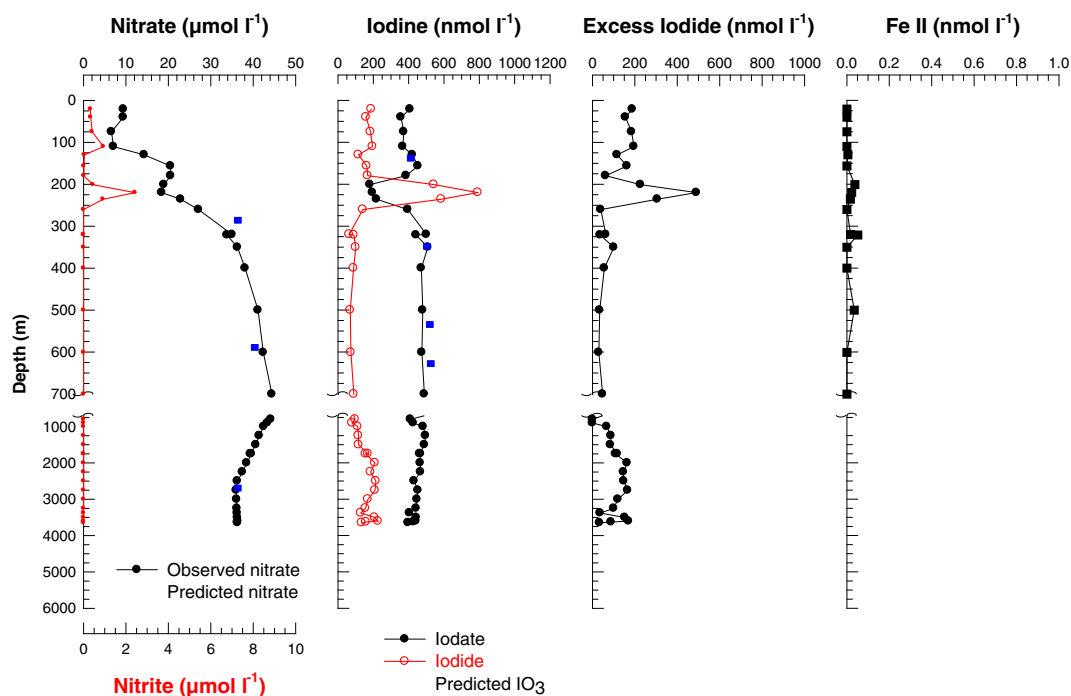 Nitrate (µmol l⁻¹)
Iodine (nmol l⁻¹)
Excess Iodide (nmol l⁻¹)
Fe II (nmol l⁻¹)
0 10 20 30 40 50
0 200 400 600 800 1000 1200
0 200 400 600 800 1000
0.0 0.2 0.4 0.6 0.8 1.0
0
100
200
300
400
500
600
700
1000
2000
3000
4000
5000
6000
Depth (m)
Observed nitrate
Predicted nitrate
0 2 4 6 8 10
Nitrite (µmol l⁻¹)
Iodate
Iodide
Predicted IO₃